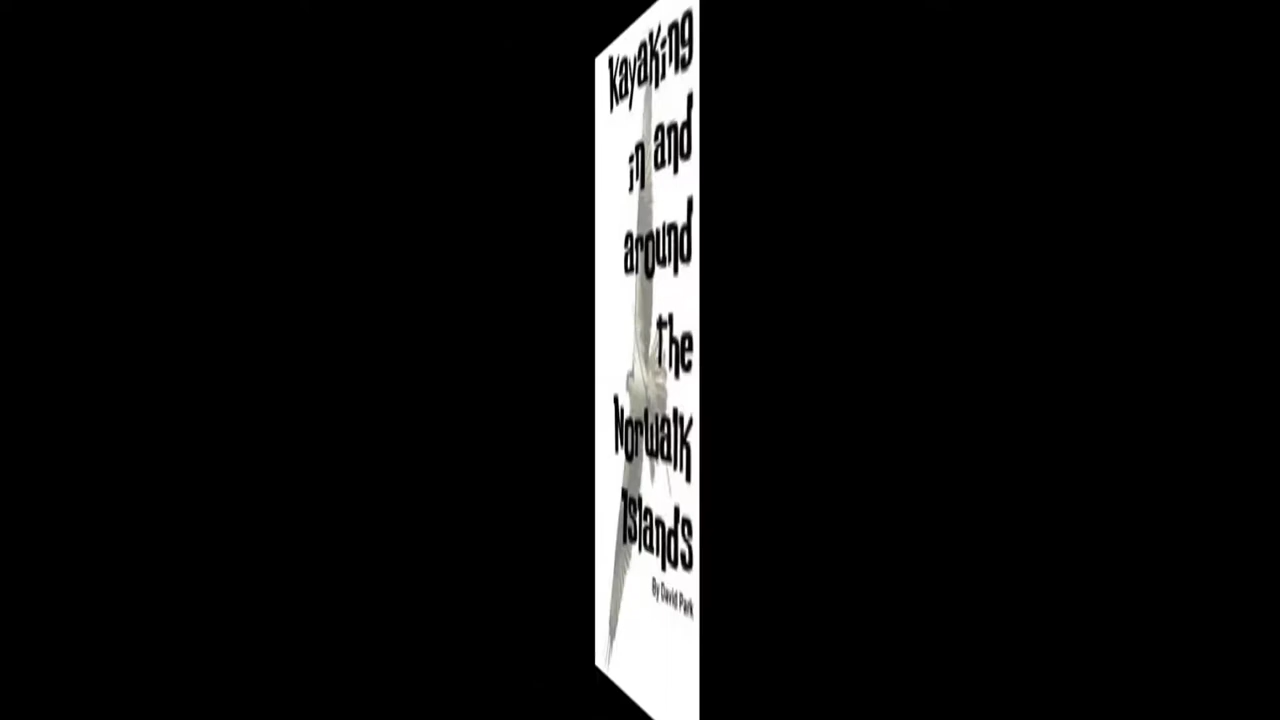 Kayaking
in and
around
the
Norwalk
Islands
By David Park